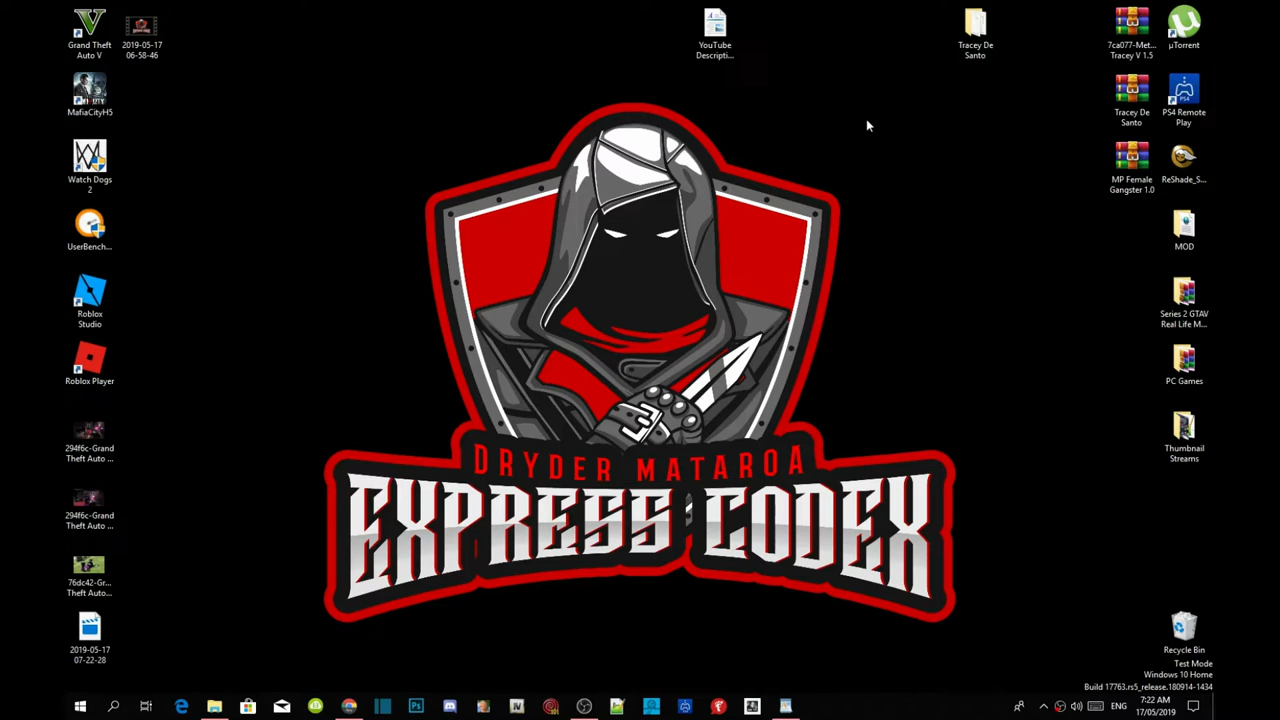 Grand Theft
Auto V
2019-05-17
06-58-46
YouTube
Descripti...
Tracey De
Santo
7ca077-Met...
Tracey V 1.5
µTorrent
MafiaCityH5
Tracey De
Santo
PS4 Remote
Play
Watch Dogs
2
MP Female
Gangster 1.0
ReShade_S...
UserBench...
MOD
Roblox
Studio
Series 2 GTAV
Real Life M...
Roblox Player
PC Games
294f6c-Grand
Theft Auto ...
Thumbnail
Streams
DRYDER MATAROA
EXPRESS CODEX
294f6c-Grand
Theft Auto ...
76dc42-Gr...
Theft Auto...
2019-05-17
07-22-28
Recycle Bin
Test Mode
Windows 10 Home
Build 17763.rs5_release.180914-1434
ENG
7:22 AM
17/05/2019